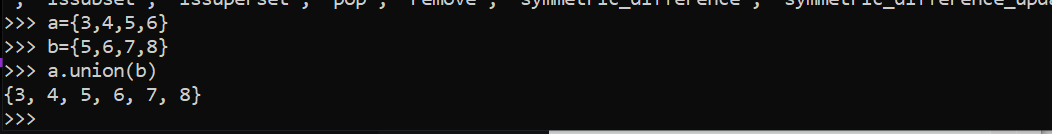 , 'issubset', 'issuperset', 'pop', 'remove', 'symmetric_difference', 'symmetric_difference_upda
>>> a={3,4,5,6}
>>> b={5,6,7,8}
>>> a.union(b)
{3, 4, 5, 6, 7, 8}
>>>